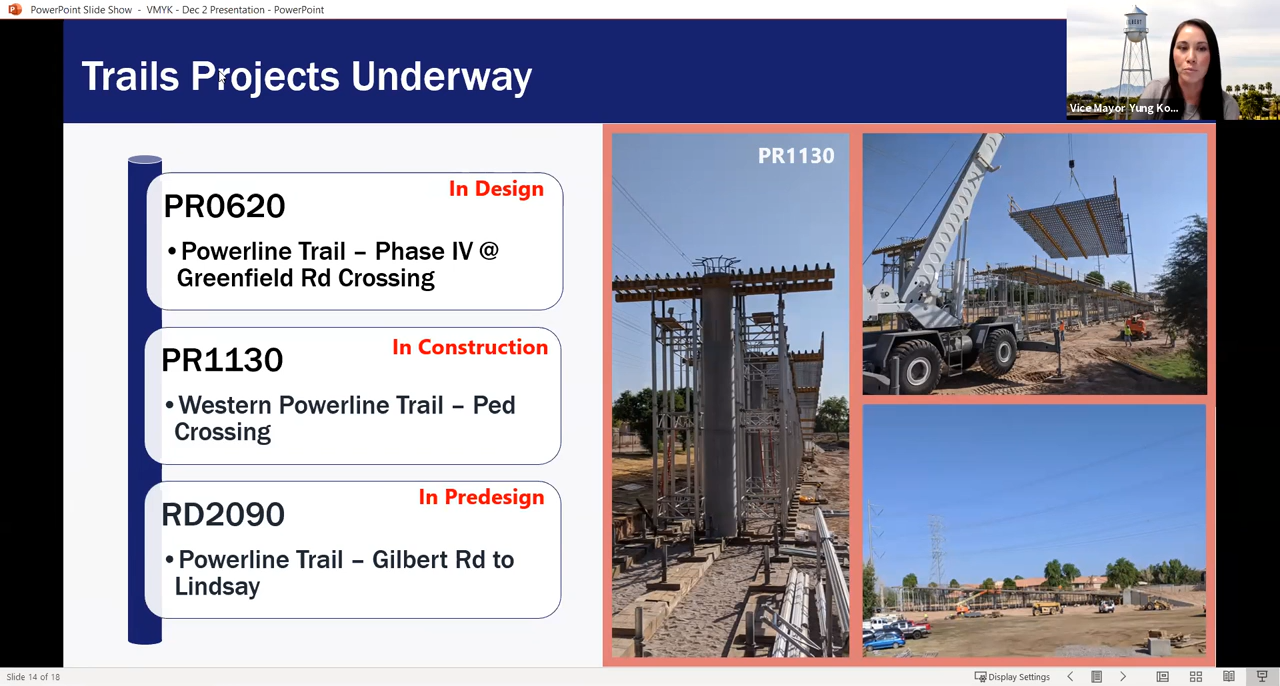 PowerPoint Slide Show - VMYK - Dec 2 Presentation - PowerPoint
Trails Projects Underway
Vice Mayor Yung Ko...
In Design
PR0620
•Powerline Trail – Phase IV @
Greenfield Rd Crossing
In Construction
PR1130
•Western Powerline Trail – Ped
Crossing
In Predesign
RD2090
•Powerline Trail – Gilbert Rd to
Lindsay
PR1130
Slide 14 of 18
Display Settings